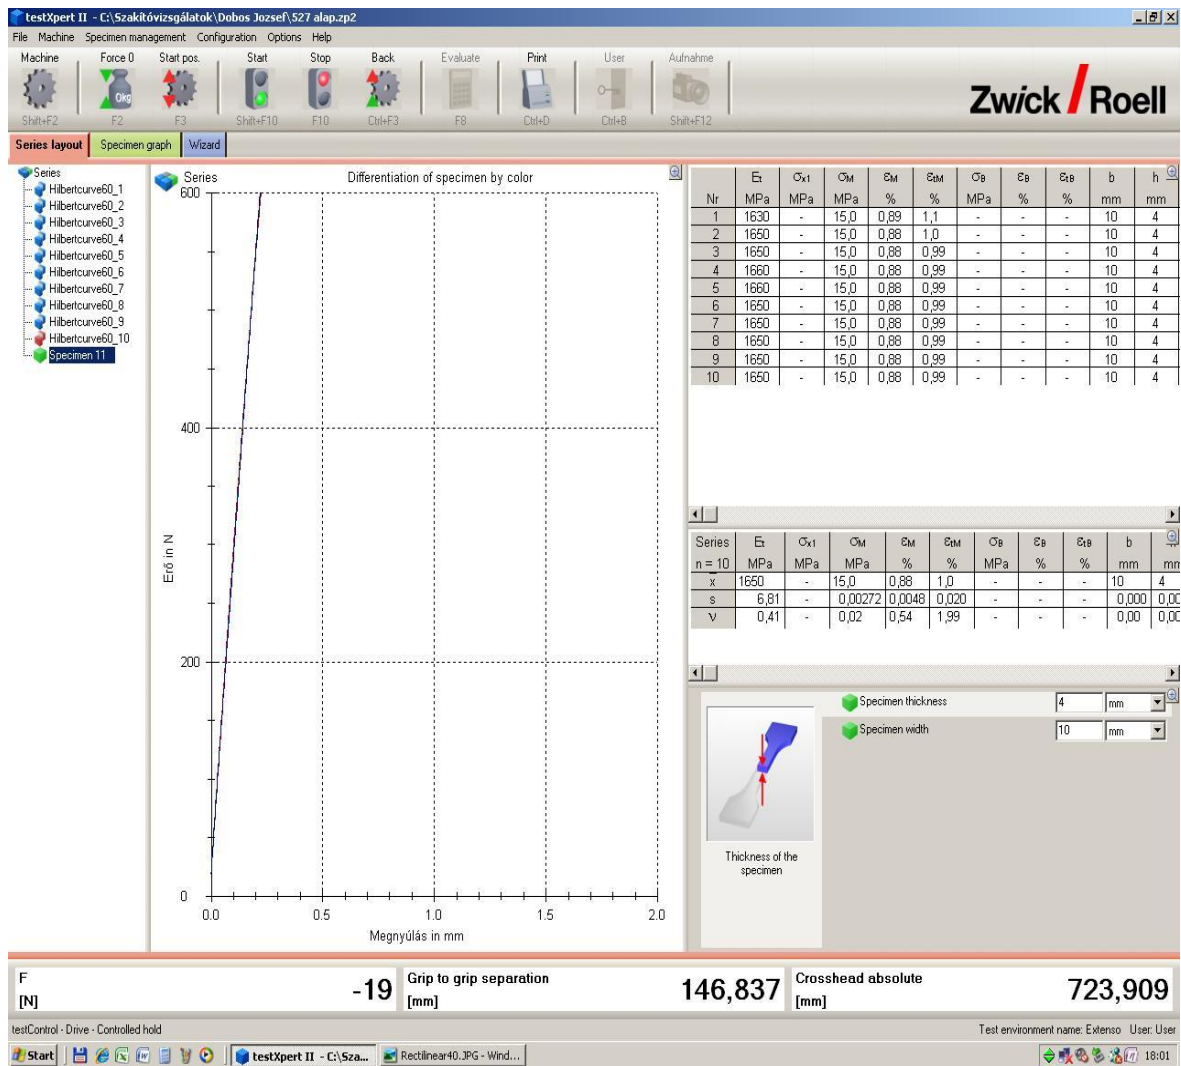 testXpert II - C:\Szakítóvizsgálatok\Dobos Jozsef\527 alap.zp2
File Machine Specimen management Configuration Options Help
Machine Force 0 Start pos. Start Stop Back Evaluate Print User Aufnahme
0kg
Shift+F2 F2 F3 Shift+F10 F10 Ctrl+F3 F8 Ctrl+D Ctrl+B Shift+F12
Zwick / Roell
Series layout Specimen graph Wizard
Series
Hilbertcurve60_1
Hilbertcurve60_2
Hilbertcurve60_3
Hilbertcurve60_4
Hilbertcurve60_5
Hilbertcurve60_6
Hilbertcurve60_7
Hilbertcurve60_8
Hilbertcurve60_9
Hilbertcurve60_10
Specimen 11
Series Differentiation of specimen by color
600
400
200
0
Erő in N
0.0 0.5 1.0 1.5 2.0
Megnyúlás in mm
Et σx1 σM εM εtM σB εB εtB b h
Nr MPa MPa MPa % % MPa % % mm mm
1 1630 - 15,0 0,89 1,1 - - - 10 4
2 1650 - 15,0 0,88 1,0 - - - 10 4
3 1650 - 15,0 0,88 0,99 - - - 10 4
4 1660 - 15,0 0,88 0,99 - - - 10 4
5 1660 - 15,0 0,88 0,99 - - - 10 4
6 1650 - 15,0 0,88 0,99 - - - 10 4
7 1650 - 15,0 0,88 0,99 - - - 10 4
8 1650 - 15,0 0,88 0,99 - - - 10 4
9 1650 - 15,0 0,88 0,99 - - - 10 4
10 1650 - 15,0 0,88 0,99 - - - 10 4
Series Et σx1 σM εM εtM σB εB εtB b
n = 10 MPa MPa MPa % % MPa % % mm mm
x̄ 1650 - 15,0 0,88 1,0 - - - 10 4
s 6,81 - 0,00272 0,0048 0,020 - - - 0,000 0,00
ν 0,41 - 0,02 0,54 1,99 - - - 0,00 0,00
Specimen thickness 4 mm
Specimen width 10 mm
Thickness of the
specimen
F
[N]
-19
Grip to grip separation
[mm]
146,837
Crosshead absolute
[mm]
723,909
testControl - Drive - Controlled hold Test environment name: Extenso User: User
Start testXpert II - C:\Sza... Rectilinear40.JPG - Wind... 18:01